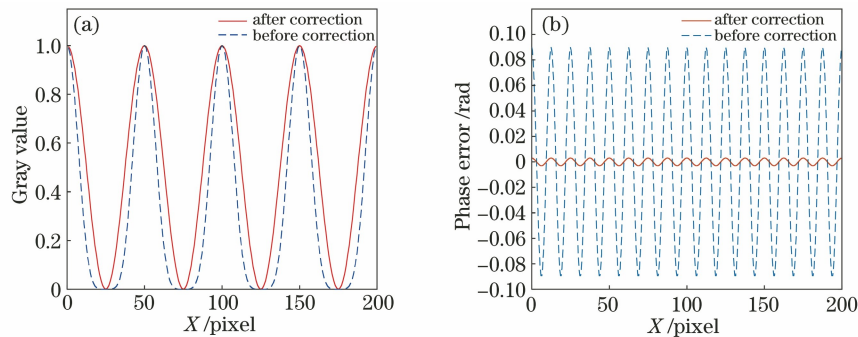 (a)
after correction
before correction
1.0
0.8
0.6
0.4
0.2
0
Gray value
0
50
100
150
200
X /pixel
(b)
after correction
before correction
0.10
0.08
0.06
0.04
0.02
0
−0.02
−0.04
−0.06
−0.08
−0.10
Phase error /rad
0
50
100
150
200
X /pixel